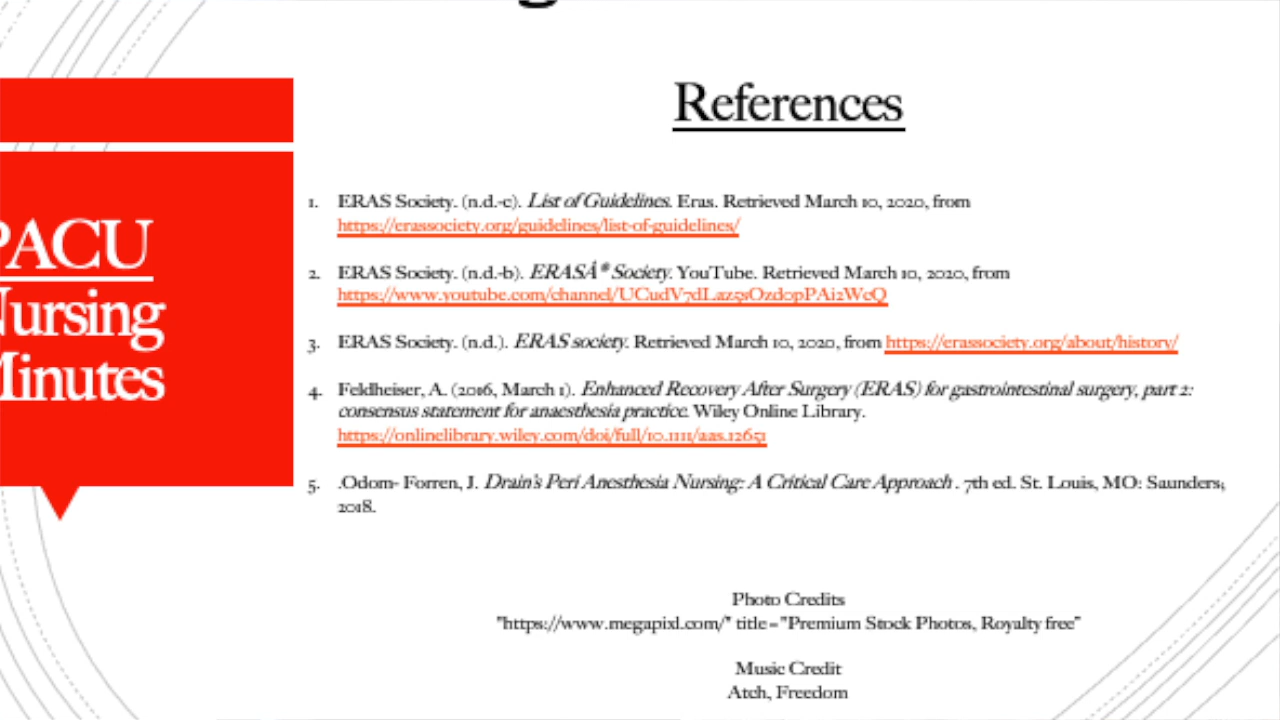 References
PACU
Nursing
Minutes
1. ERAS Society. (n.d.-c). List of Guidelines. Eras. Retrieved March 10, 2020, from
https://erassociety.org/guidelines/list-of-guidelines/
2. ERAS Society. (n.d.-b). ERASÂ® Society. YouTube. Retrieved March 10, 2020, from
https://www.youtube.com/channel/UCudV7dLaz5sOzdopPAi2WcQ
3. ERAS Society. (n.d.). ERAS society. Retrieved March 10, 2020, from https://erassociety.org/about/history/
4. Feldheiser, A. (2016, March 1). Enhanced Recovery After Surgery (ERAS) for gastrointestinal surgery, part 2:
consensus statement for anaesthesia practice. Wiley Online Library.
https://onlinelibrary.wiley.com/doi/full/10.1111/aas.12651
5. .Odom- Forren, J. Drain's Peri Anesthesia Nursing: A Critical Care Approach . 7th ed. St. Louis, MO: Saunders;
2018.
Photo Credits
"https://www.megapixl.com/" title="Premium Stock Photos, Royalty free"
Music Credit
Atch, Freedom